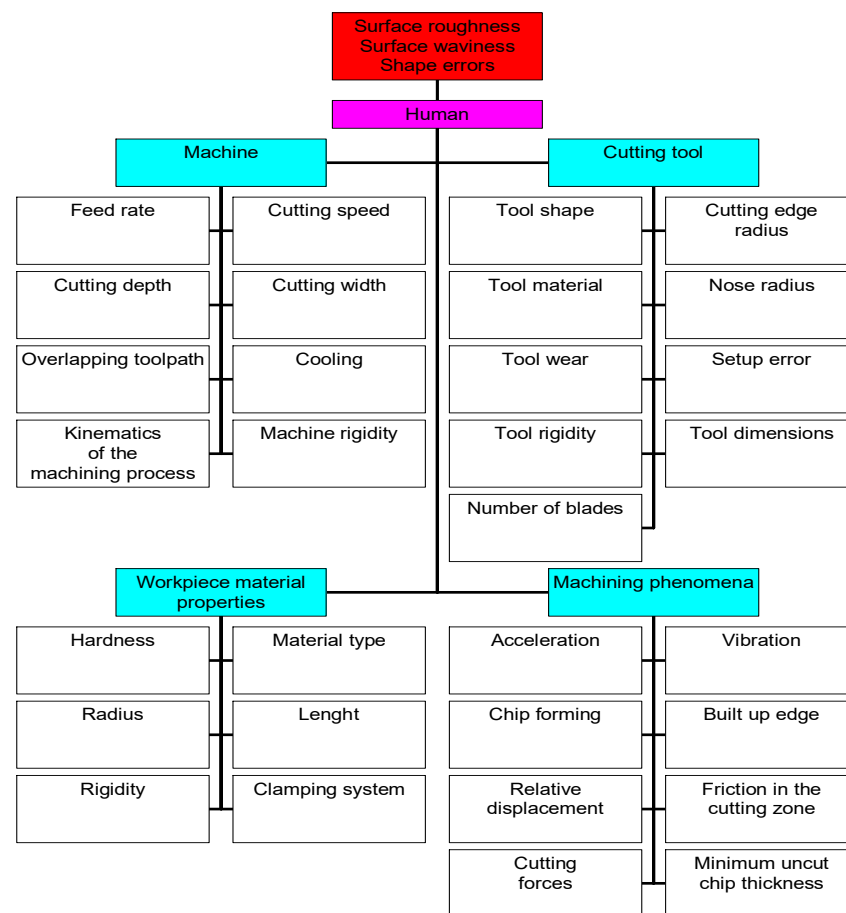 Surface roughness
Surface waviness
Shape errors
Human
Machine
Cutting tool
Feed rate
Cutting speed
Tool shape
Cutting edge
radius
Cutting depth
Cutting width
Tool material
Nose radius
Overlapping toolpath
Cooling
Tool wear
Setup error
Kinematics
of the
machining process
Machine rigidity
Tool rigidity
Tool dimensions
Number of blades
Workpiece material
properties
Machining phenomena
Hardness
Material type
Acceleration
Vibration
Radius
Lenght
Chip forming
Built up edge
Rigidity
Clamping system
Relative
displacement
Friction in the
cutting zone
Cutting
forces
Minimum uncut
chip thickness